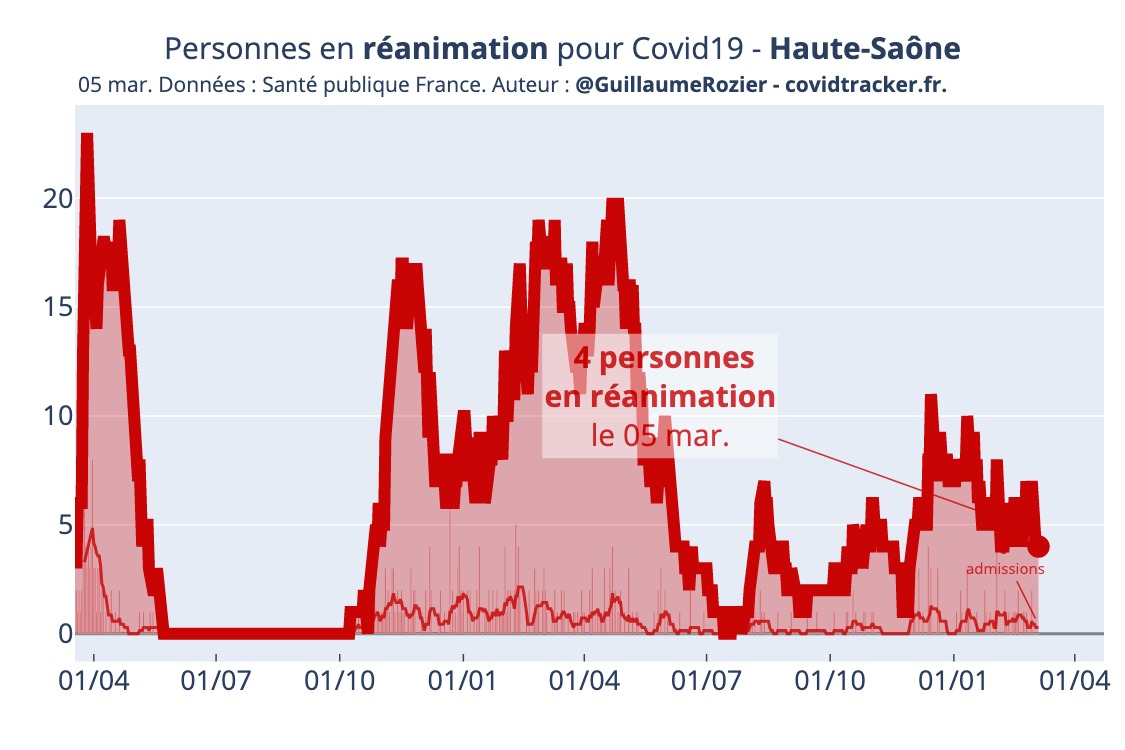 Personnes en réanimation pour Covid19 - Haute-Saône
05 mar. Données : Santé publique France. Auteur : @GuillaumeRozier - covidtracker.fr.
20
15
10
5
0
4 personnes
en réanimation
le 05 mar.
admissions
01/04 01/07 01/10 01/01 01/04 01/07 01/10 01/01 01/04